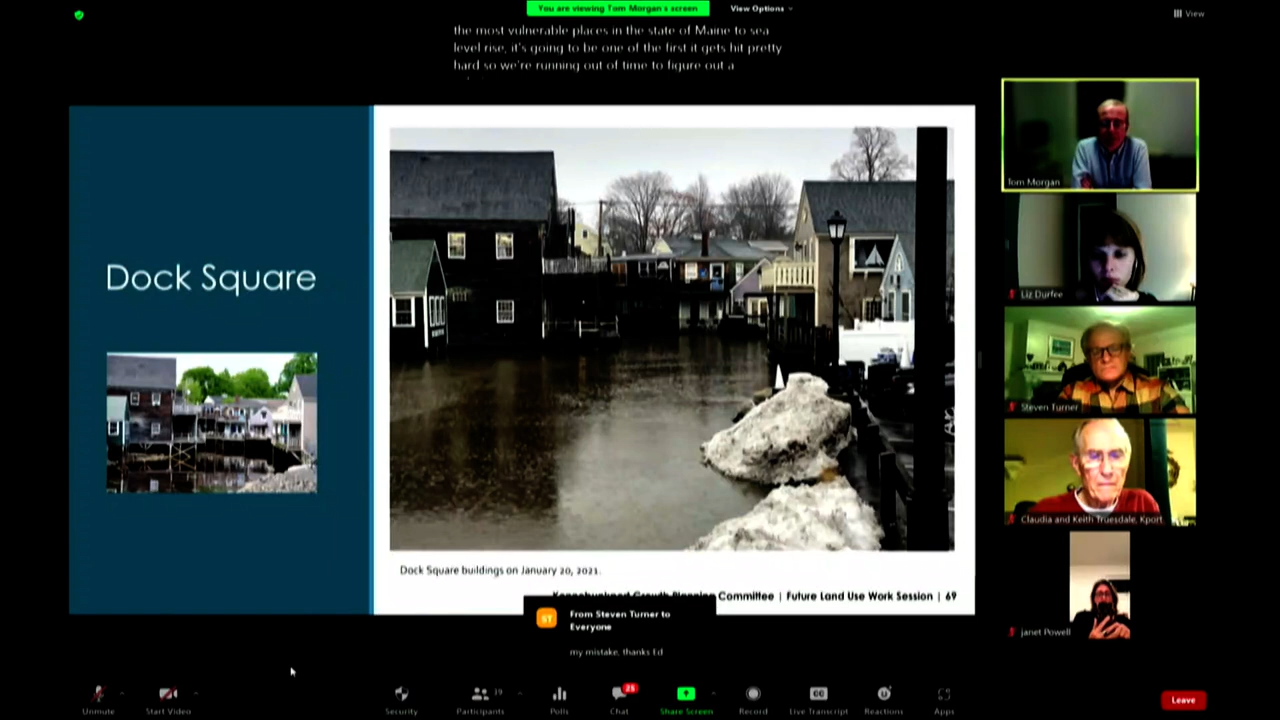 You are viewing Tom Morgan's screen
View Options
View
the most vulnerable places in the state of Maine to sea
level rise, it's going to be one of the first it gets hit pretty
hard so we're running out of time to figure out a
Tom Morgan
Dock Square
Liz Durfee
Steven Turner
Claudia and Keith Truesdale, Kport
Dock Square buildings on January 20, 2021.
Committee | Future Land Use Work Session | 69
ST
From Steven Turner to
Everyone
my mistake, thanks Ed
janet Powell
Unmute
Start Video
Security
Participants
19
Polls
Chat
25
Share Screen
Record
CC
Live Transcript
Reactions
Apps
Leave